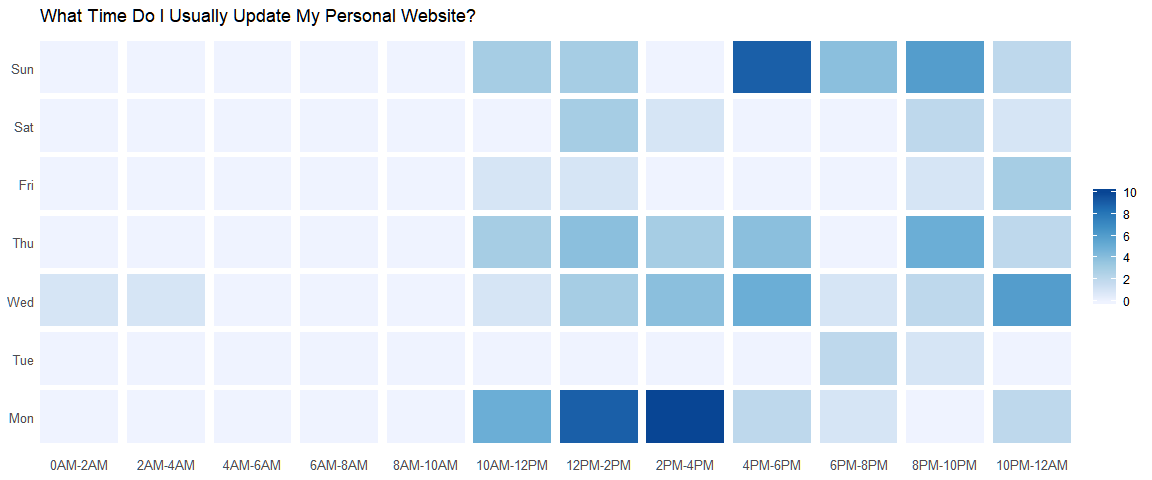 What Time Do I Usually Update My Personal Website?
Sun
Sat
Fri
Thu
Wed
Tue
Mon
0AM-2AM 2AM-4AM 4AM-6AM 6AM-8AM 8AM-10AM 10AM-12PM 12PM-2PM 2PM-4PM 4PM-6PM 6PM-8PM 8PM-10PM 10PM-12AM
10
8
6
4
2
0